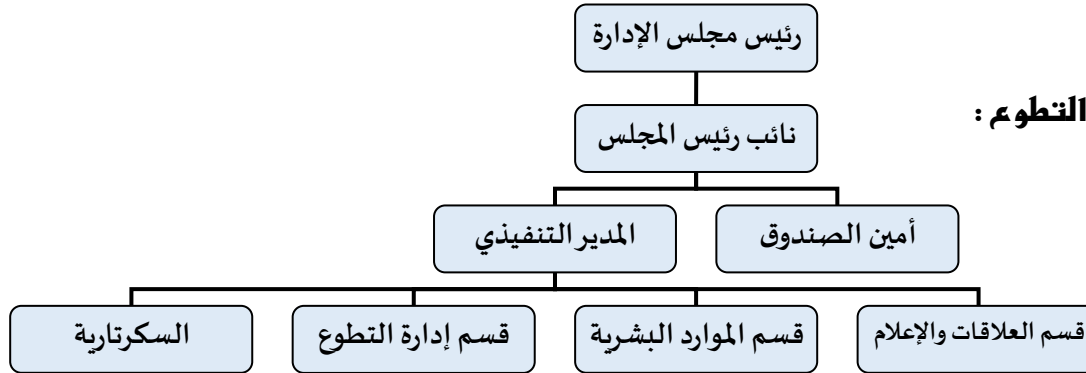 رئيس مجلس الإدارة
التطوع :
نائب رئيس المجلس
أمين الصندوق
المدير التنفيذي
قسم العلاقات والإعلام
قسم الموارد البشرية
قسم إدارة التطوع
السكرتارية